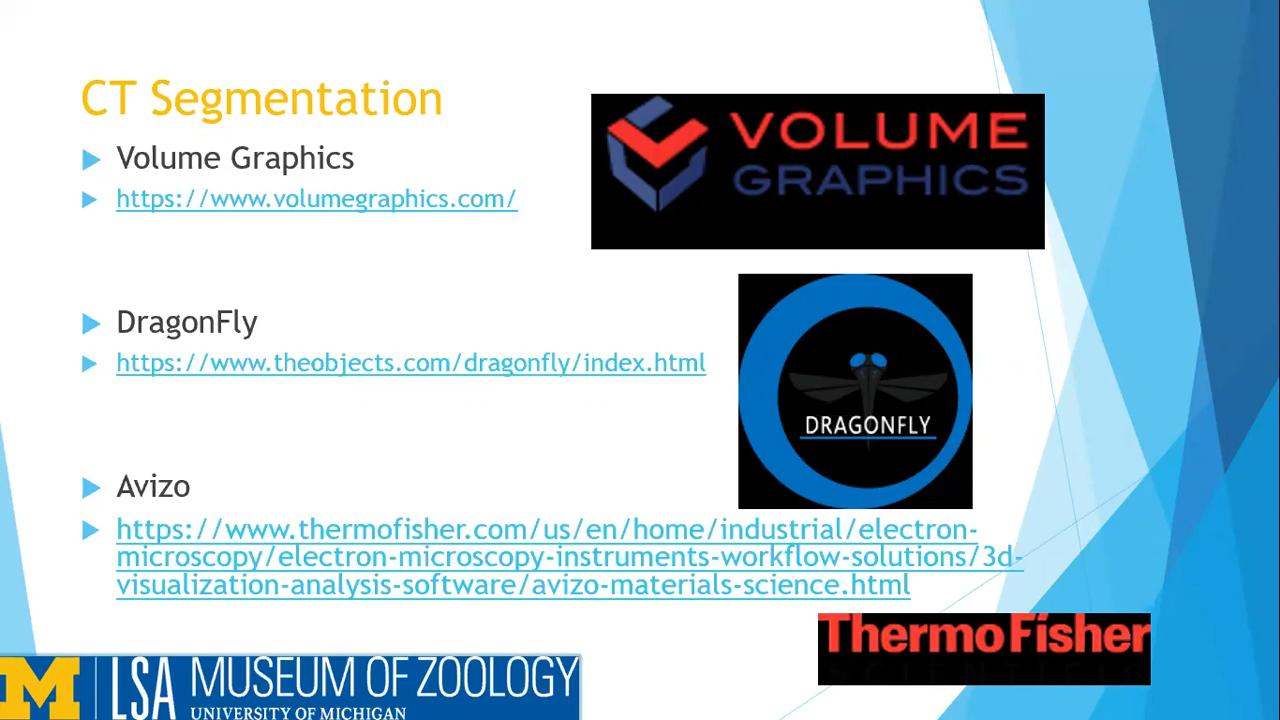 CT Segmentation
Volume Graphics
https://www.volumegraphics.com/
VOLUME
GRAPHICS
DragonFly
https://www.theobjects.com/dragonfly/index.html
DRAGONFLY
Avizo
https://www.thermofisher.com/us/en/home/industrial/electron-
microscopy/electron-microscopy-instruments-workflow-solutions/3d-
visualization-analysis-software/avizo-materials-science.html
ThermoFisher
SCIENTIFIC
M LSA MUSEUM OF ZOOLOGY
UNIVERSITY OF MICHIGAN